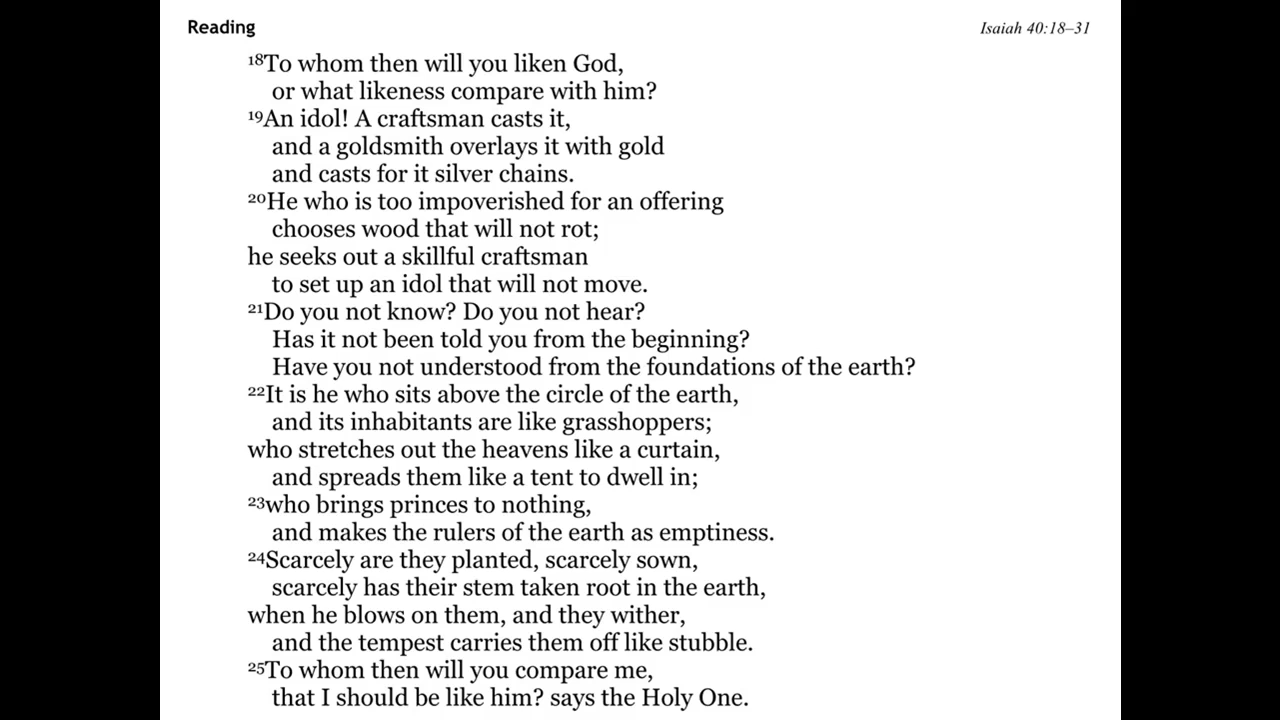 Reading Isaiah 40:18–31
18To whom then will you liken God,
or what likeness compare with him?
19An idol! A craftsman casts it,
and a goldsmith overlays it with gold
and casts for it silver chains.
20He who is too impoverished for an offering
chooses wood that will not rot;
he seeks out a skillful craftsman
to set up an idol that will not move.
21Do you not know? Do you not hear?
Has it not been told you from the beginning?
Have you not understood from the foundations of the earth?
22It is he who sits above the circle of the earth,
and its inhabitants are like grasshoppers;
who stretches out the heavens like a curtain,
and spreads them like a tent to dwell in;
23who brings princes to nothing,
and makes the rulers of the earth as emptiness.
24Scarcely are they planted, scarcely sown,
scarcely has their stem taken root in the earth,
when he blows on them, and they wither,
and the tempest carries them off like stubble.
25To whom then will you compare me,
that I should be like him? says the Holy One.